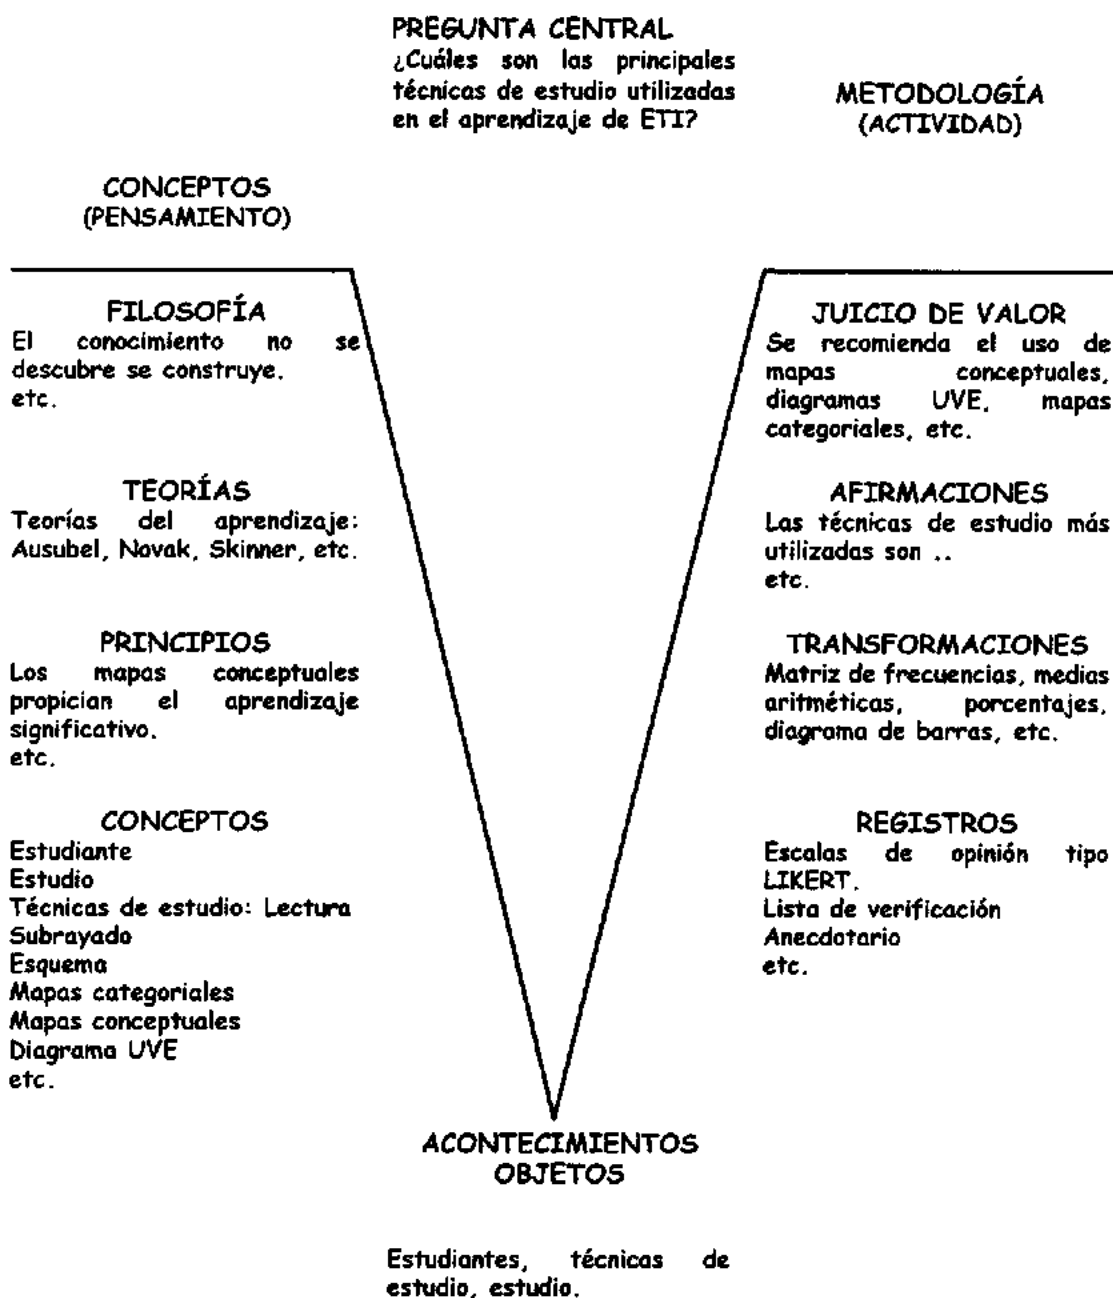 PREGUNTA CENTRAL
¿Cuáles son las principales
técnicas de estudio utilizadas
en el aprendizaje de ETI?
METODOLOGÍA
(ACTIVIDAD)
CONCEPTOS
(PENSAMIENTO)
FILOSOFÍA
El conocimiento no se
descubre se construye.
etc.
TEORÍAS
Teorías del aprendizaje:
Ausubel, Novak, Skinner, etc.
PRINCIPIOS
Los mapas conceptuales
propician el aprendizaje
significativo.
etc.
CONCEPTOS
Estudiante
Estudio
Técnicas de estudio: Lectura
Subrayado
Esquema
Mapas categoriales
Mapas conceptuales
Diagrama UVE
etc.
JUICIO DE VALOR
Se recomienda el uso de
mapas conceptuales,
diagramas UVE, mapas
categoriales, etc.
AFIRMACIONES
Las técnicas de estudio más
utilizadas son ..
etc.
TRANSFORMACIONES
Matriz de frecuencias, medias
aritméticas, porcentajes,
diagrama de barras, etc.
REGISTROS
Escalas de opinión tipo
LIKERT.
Lista de verificación
Anecdotario
etc.
ACONTECIMIENTOS
OBJETOS
Estudiantes, técnicas de
estudio, estudio.